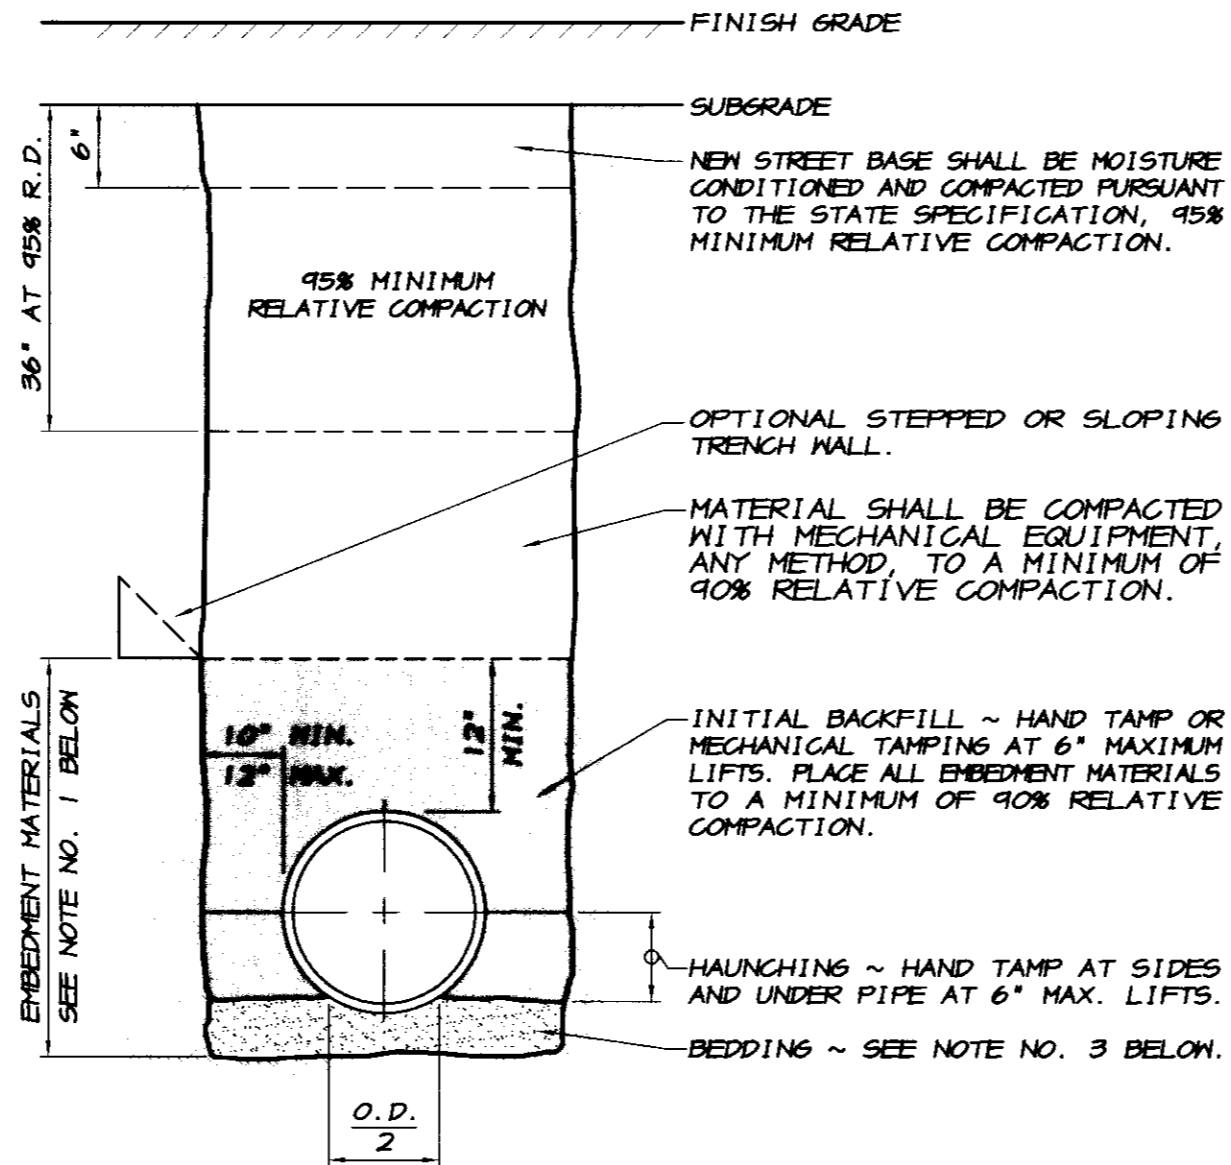 FINISH GRADE
SUBGRADE
6"
36" AT 95% R.D.
NEW STREET BASE SHALL BE MOISTURE
CONDITIONED AND COMPACTED PURSUANT
TO THE STATE SPECIFICATION, 95%
MINIMUM RELATIVE COMPACTION.
95% MINIMUM
RELATIVE COMPACTION
OPTIONAL STEPPED OR SLOPING
TRENCH WALL.
MATERIAL SHALL BE COMPACTED
WITH MECHANICAL EQUIPMENT,
ANY METHOD, TO A MINIMUM OF
90% RELATIVE COMPACTION.
EMBEDMENT MATERIALS
SEE NOTE NO. 1 BELOW
10" MIN.
12" MAX.
12"
MIN.
INITIAL BACKFILL ~ HAND TAMP OR
MECHANICAL TAMPING AT 6" MAXIMUM
LIFTS. PLACE ALL EMBEDMENT MATERIALS
TO A MINIMUM OF 90% RELATIVE
COMPACTION.
HAUNCHING ~ HAND TAMP AT SIDES
AND UNDER PIPE AT 6" MAX. LIFTS.
BEDDING ~ SEE NOTE NO. 3 BELOW.
O.D.
2